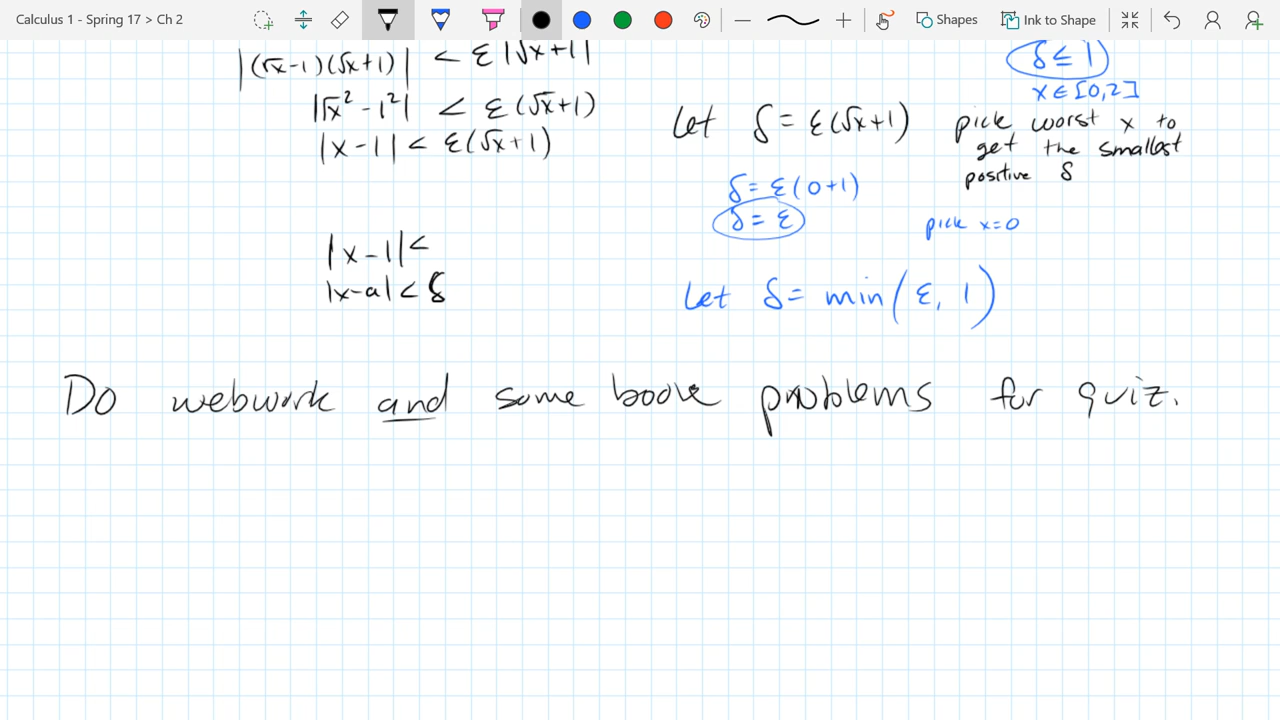 Calculus 1 - Spring 17 > Ch 2
Shapes
Ink to Shape
|(√x-1)(√x+1)| < ε|√x+1|
|√x² - 1²| < ε(√x+1)
|x-1| < ε(√x+1)
|x-1| <
|x-a| < δ
δ ≤ 1
x ∈ [0,2]
Let δ = ε(√x+1)
pick worst x to
get the smallest
positive δ
δ = ε(0+1)
δ = ε
pick x=0
Let δ = min(ε, 1)
Do webwork and some book problems for quiz.